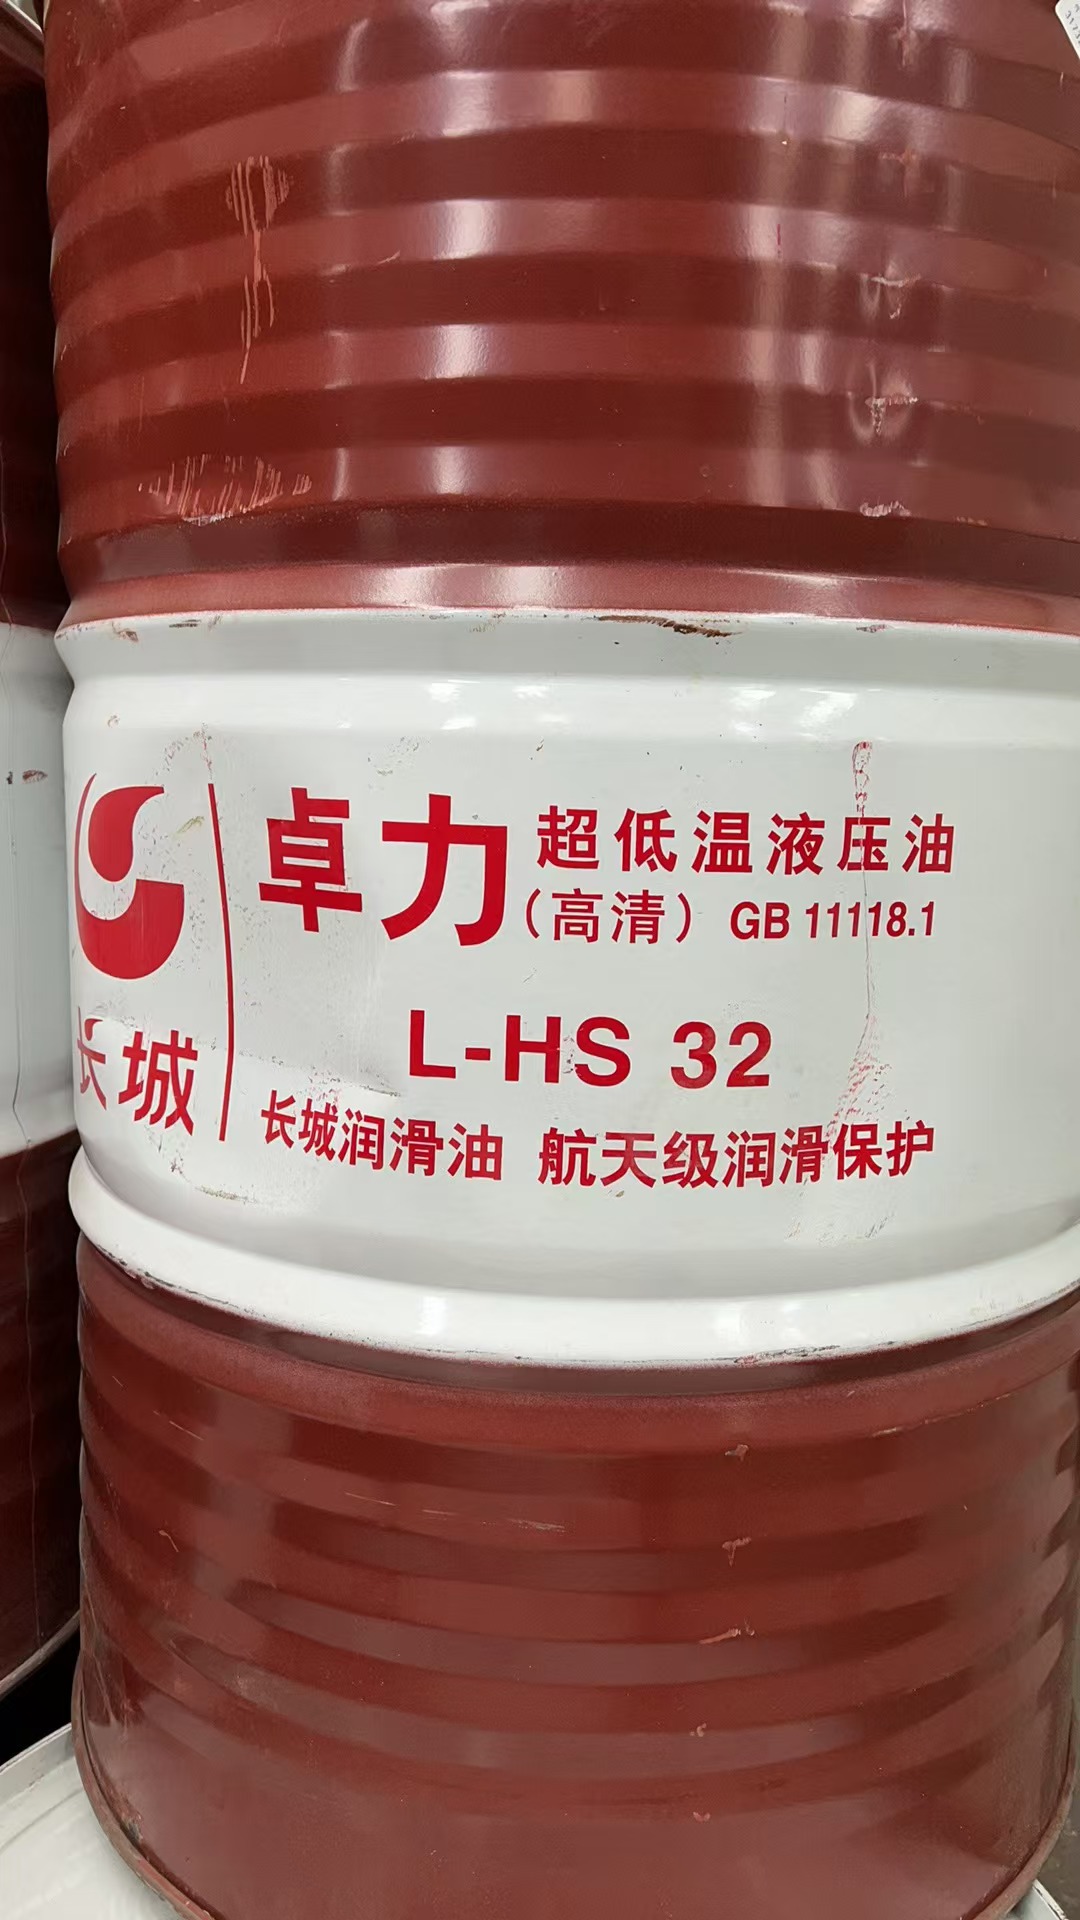 卓力 超低温液压油
（高清） GB 11118.1
L-HS 32
长城
长城润滑油 航天级润滑保护